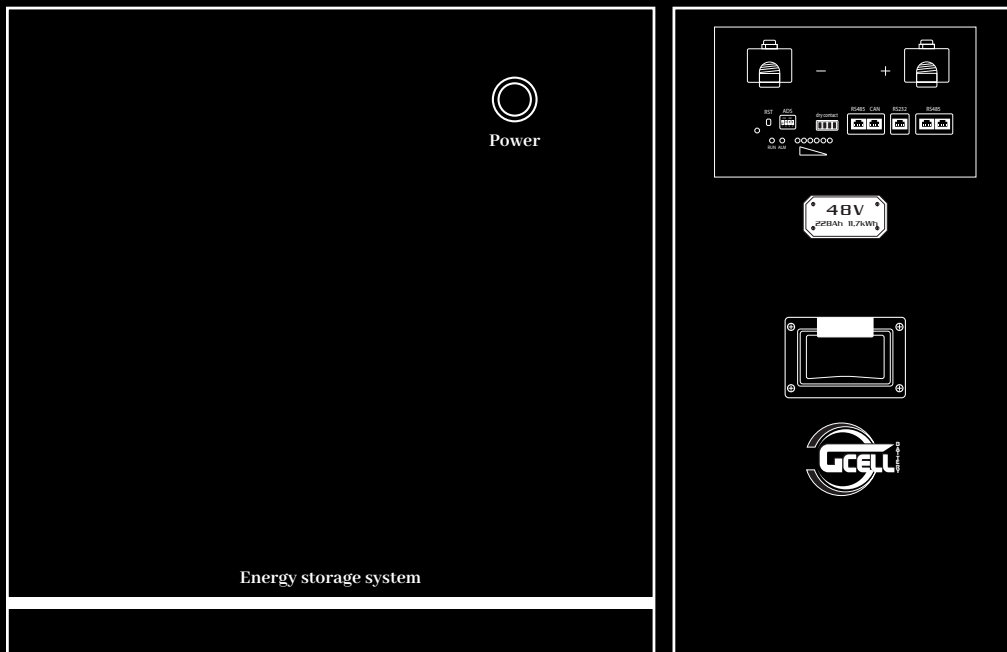 Power
Energy storage system
− +
RST ADS dry contact RS485 CAN RS232 RS485
RUN ALM
48V
228Ah 11,7kWh
GCELL